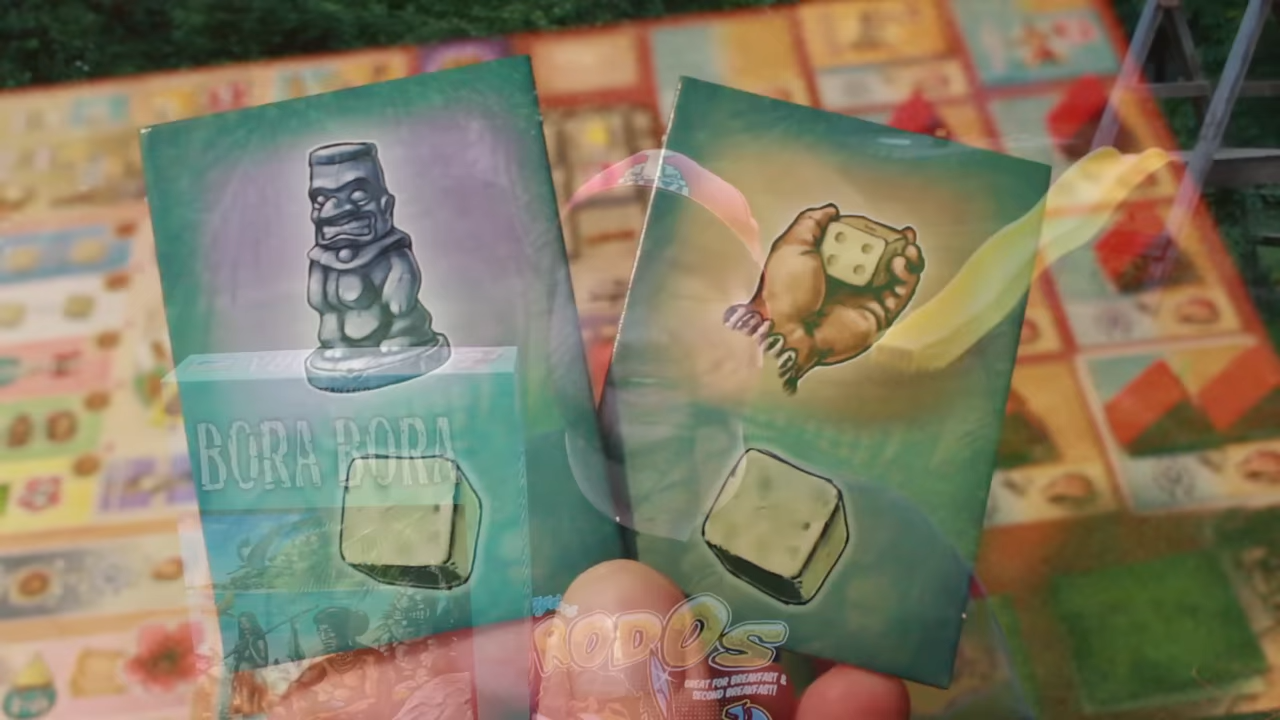 BORA BORA
RODOS
GREAT FOR BREAKFAST &
SECOND BREAKFAST!